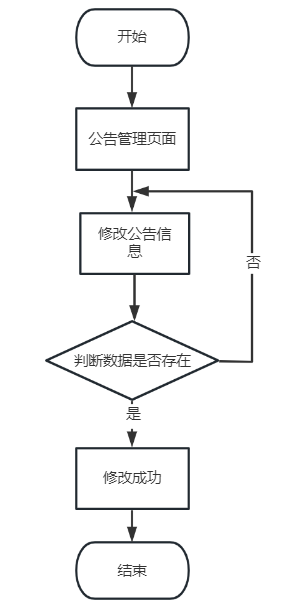 开始
公告管理页面
修改公告信
息
否
判断数据是否存在
是
修改成功
结束